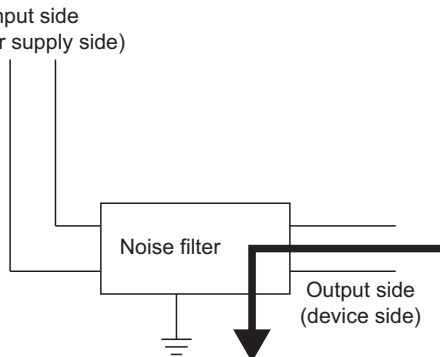 nput side
r supply side)
Noise filter
Output side
(device side)